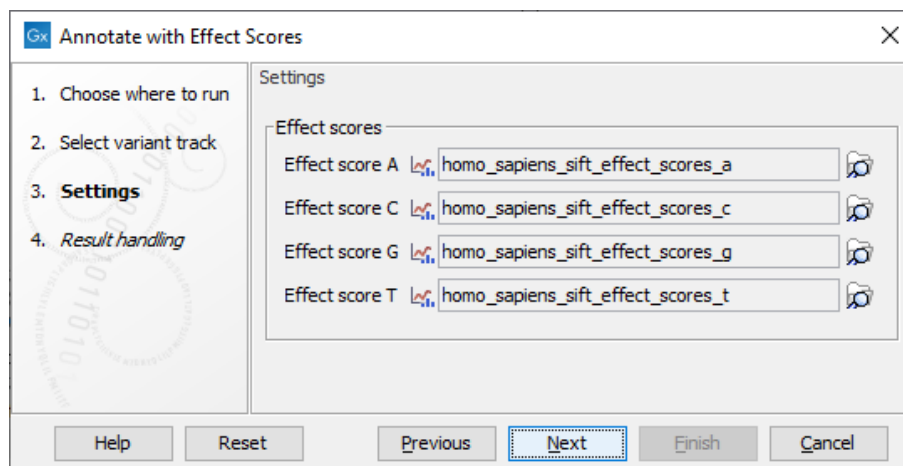 Gx Annotate with Effect Scores
Settings
1. Choose where to run
2. Select variant track
3. Settings
4. Result handling
Effect scores
Effect score A homo_sapiens_sift_effect_scores_a
Effect score C homo_sapiens_sift_effect_scores_c
Effect score G homo_sapiens_sift_effect_scores_g
Effect score T homo_sapiens_sift_effect_scores_t
Help Reset Previous Next Finish Cancel